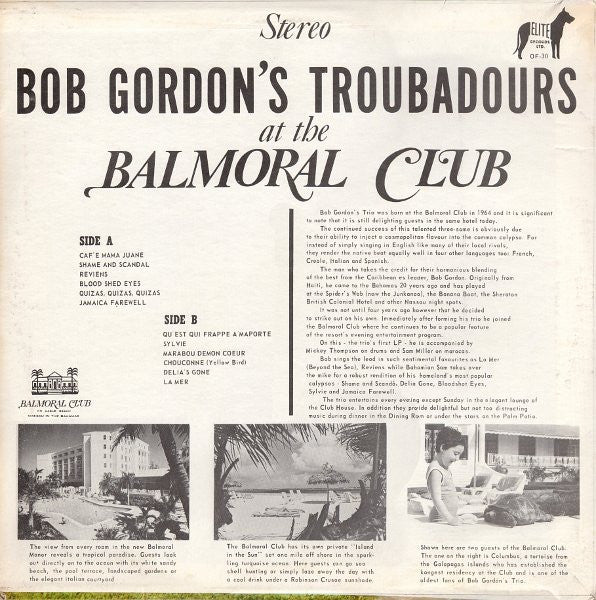 Stereo
ELITE
RECORDS
LTD.
OF-30
BOB GORDON'S TROUBADOURS
at the
BALMORAL CLUB
SIDE A
CAF'E MAMA JUANE
SHAME AND SCANDAL
REVIENS
BLOOD SHED EYES
QUIZAS, QUIZAS, QUIZAS
JAMAICA FAREWELL
SIDE B
QU EST QUI FRAPPE A MAPORTE
SYLVIE
MARABOU DEMON COEUR
CHOUCONNE (Yellow Bird)
DELIA'S GONE
LA MER
Bob Gordon's Trio was born at the Balmoral Club in 1964 and it is significant
to note that it is still delighting guests in the same hotel today.
The continued success of this talented three-some is obviously due
to their ability to inject a cosmopolitan flavour into the common calypso. For
instead of simply singing in English like many of their local rivals,
they render the native beat equally well in four other languages too: French,
Creole, Italian and Spanish.
The man who takes the credit for their harmonious blending
of the best from the Caribbean es leader, Bob Gordon. Originally from
Haiti, he came to the Bahamas 20 years ago and has played
at the Spider's Web (now the Junkanoo), the Banana Boat, the Sheraton
British Colonial Hotel and other Nassau night spots.
It was not until four years ago however that he decided
to strike out on his own. Immediately after forming his trio he joined
the Balmoral Club where he continues to be a popular feature
of the resort's evening entertainment program.
On this - the trio's first LP - he is accompanied by
Mickey Thompson on drums and Sam Miller on maracas.
Bob sings the lead in such sentimental favourites as La Mer
(Beyond the Sea), Reviens while Bahamian Sam takes over
the mike for a robust rendition of his homeland's most popular
calypsos - Shame and Scandal, Delia Gone, Bloodshot Eyes,
Sylvie and Jamaica Farewell.
The trio entertains every evening except Sunday in the elegant lounge of
the Club House. In addition they provide delightful but not too distracting
music during dinner in the Dining Rom or under the stars on the Palm Patio.
BALMORAL CLUB
ON CABLE BEACH
NASSAU IN THE BAHAMAS
The view from every room in the new Balmoral
Manor reveals a tropical paradise. Guests look
out directly on to the ocean with its white sandy
beach, the pool terrace, landscaped gardens or
the elegant italian courtyard
The Balmoral Club has its own private "Island
in the Sun" set one mile off shore in the spark-
ling turquoise ocean. Here guests can go sea
shell hunting or simply laze away the day with
a cool drink under a Robinson Crusoe sunshade.
Shown here are two guests of the Balmoral Club.
The one on the right is Columbus, a tortoise from
the Galapagos islands who has established the
longest residency at the Club and is one of the
oldest fans of Bob Gordon's Trio.